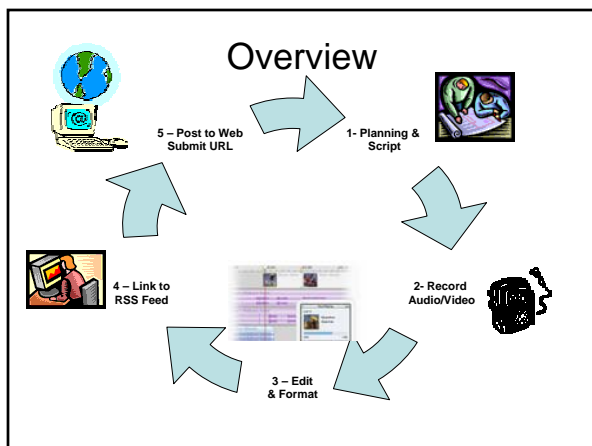 Overview
1- Planning &
Script
2- Record
Audio/Video
3 – Edit
& Format
4 – Link to
RSS Feed
5 – Post to Web
Submit URL
@